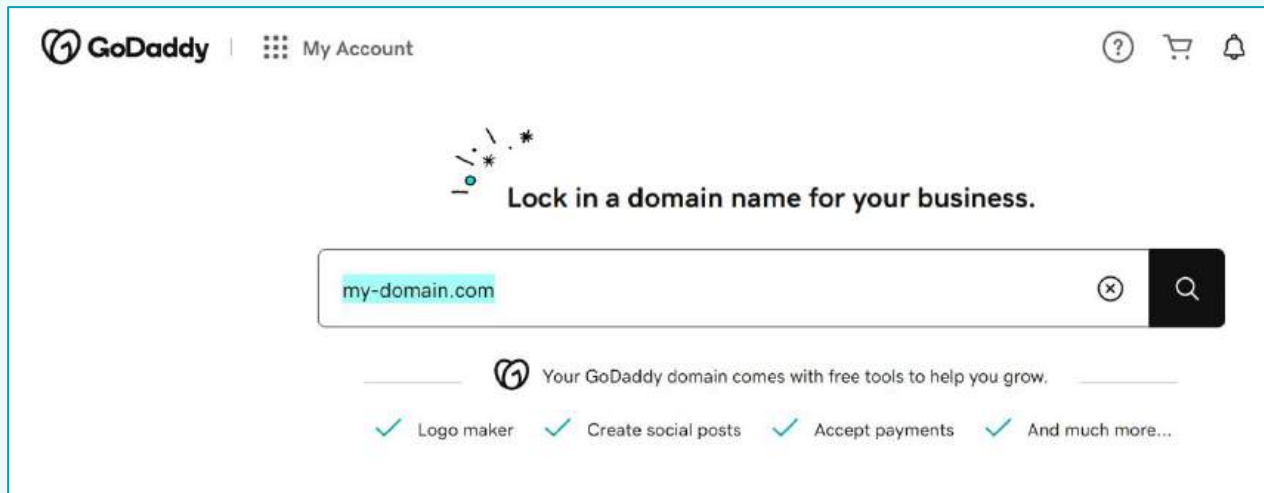 GoDaddy My Account
Lock in a domain name for your business.
my-domain.com
Your GoDaddy domain comes with free tools to help you grow.
Logo maker Create social posts Accept payments And much more...